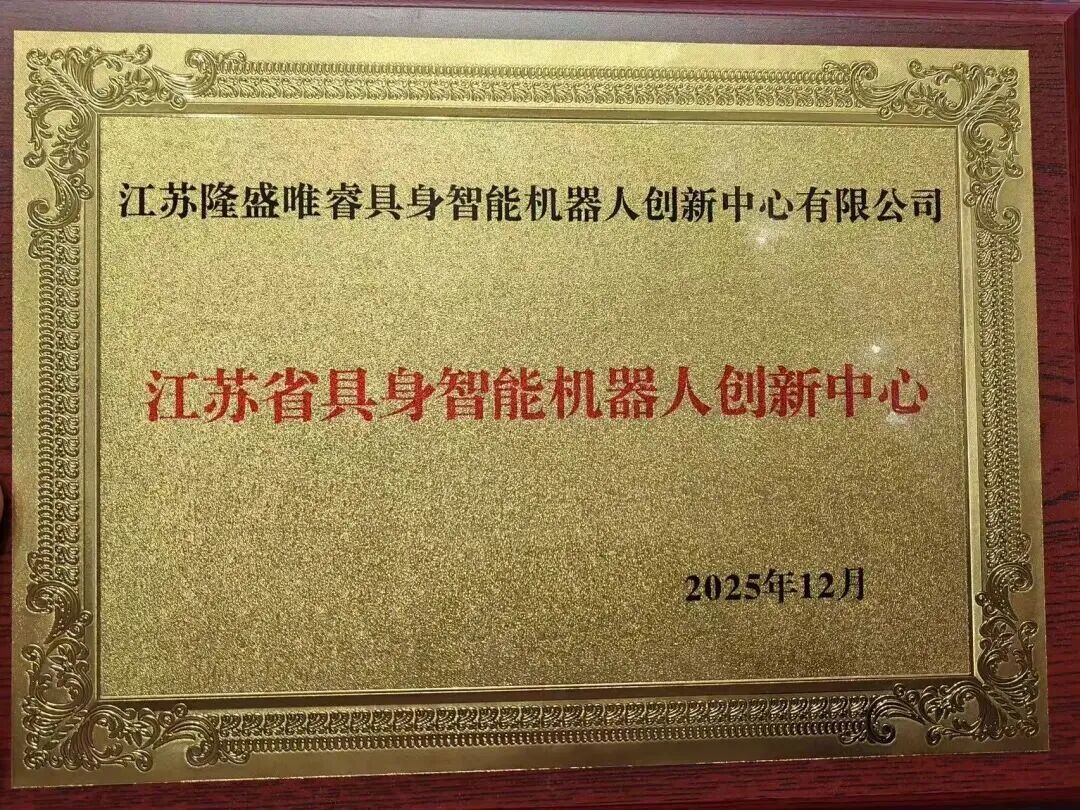 江苏隆盛唯睿具身智能机器人创新中心有限公司
江苏省具身智能机器人创新中心
2025年12月